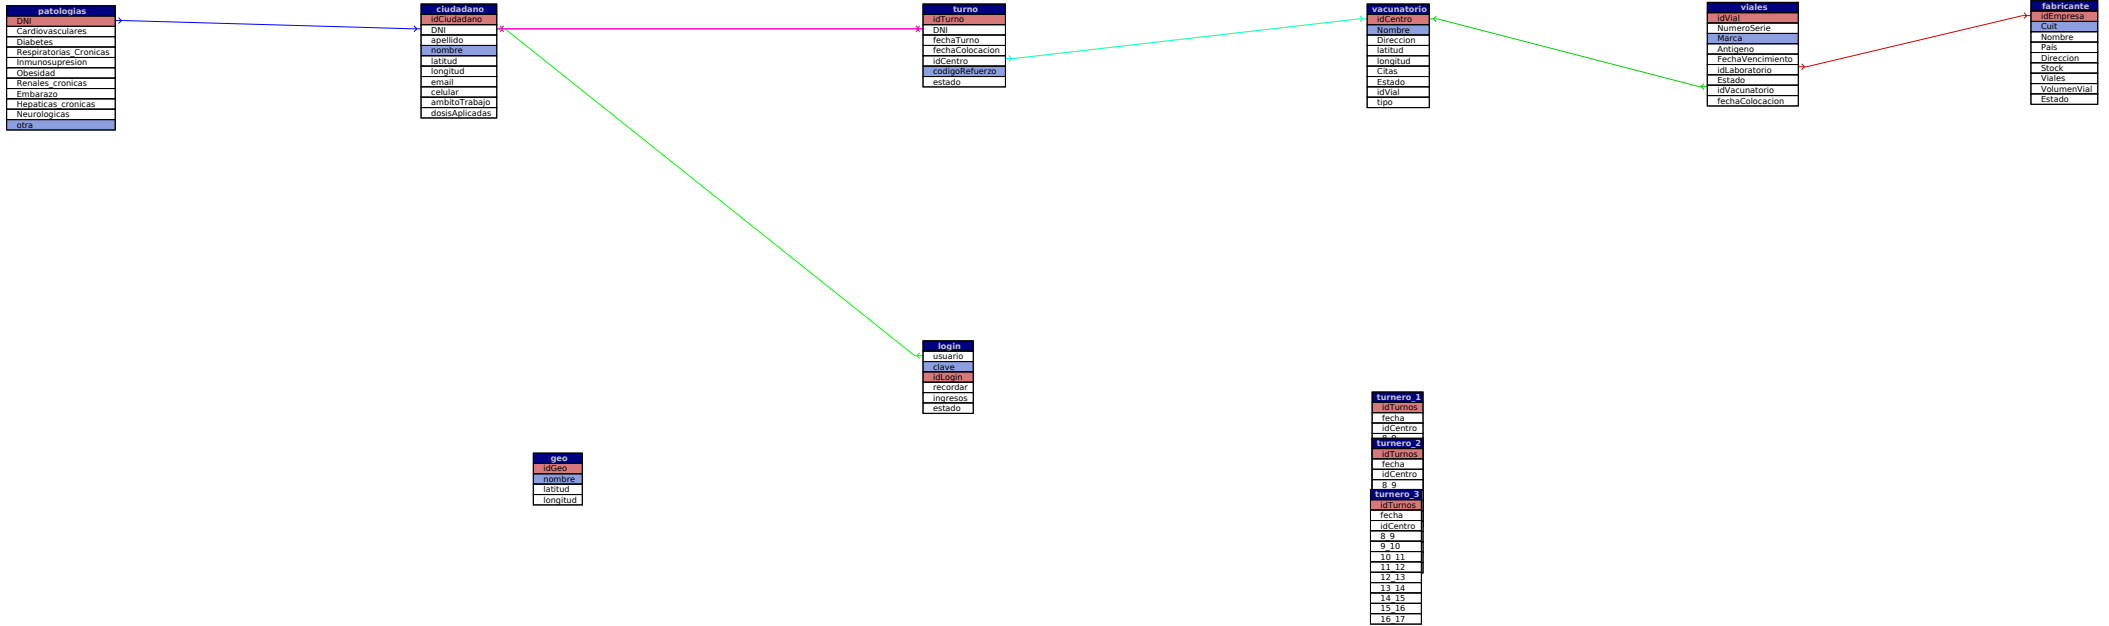 patologias
DNI
Cardiovasculares
Diabetes
Respiratorias_Cronicas
Inmunosupresion
Obesidad
Renales_cronicas
Embarazo
Hepaticas_cronicas
Neurologicas
otra
ciudadano
idCiudadano
DNI
apellido
nombre
latitud
longitud
email
celular
ambitoTrabajo
dosisAplicadas
turno
idTurno
DNI
fechaTurno
fechaColocacion
idCentro
codigoRefuerzo
estado
vacunatorio
idCentro
Nombre
Direccion
latitud
longitud
Citas
Estado
idVial
tipo
viales
idVial
NumeroSerie
Marca
Antigeno
FechaVencimiento
idLaboratorio
Estado
idVacunatorio
fechaColocacion
fabricante
idEmpresa
Cuit
Nombre
País
Direccion
Stock
Viales
VolumenVial
Estado
login
usuario
clave
idLogin
recordar
ingresos
estado
geo
idGeo
nombre
latitud
longitud
turnero_1
idTurnos
fecha
idCentro
turnero_2
idTurnos
fecha
idCentro
8_9
turnero_3
idTurnos
fecha
idCentro
8_9
9_10
10_11
11_12
12_13
13_14
14_15
15_16
16_17